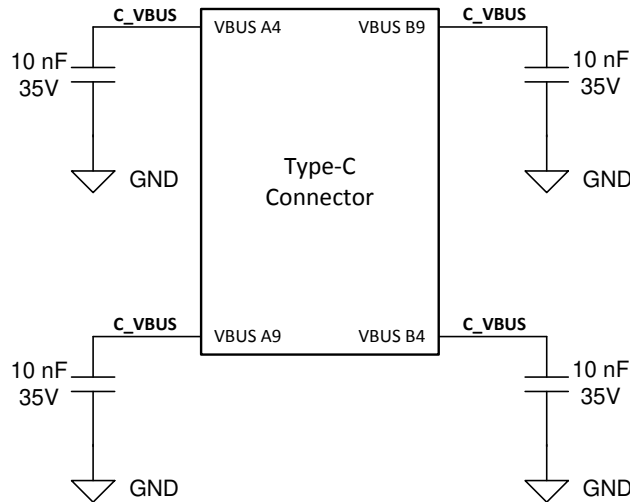 C_VBUS
VBUS A4
VBUS B9
C_VBUS
10 nF
35V
10 nF
35V
GND
Type-C
Connector
GND
C_VBUS
VBUS A9
VBUS B4
C_VBUS
10 nF
35V
10 nF
35V
GND
GND